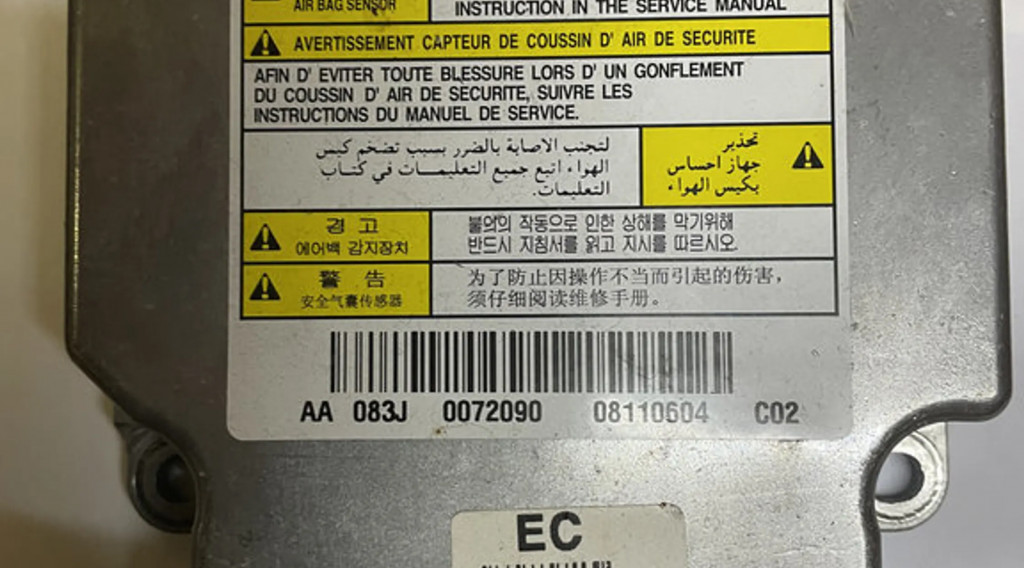 AIR BAG SENSOR
INSTRUCTION IN THE SERVICE MANUAL
AVERTISSEMENT CAPTEUR DE COUSSIN D' AIR DE SECURITE
AFIN D' EVITER TOUTE BLESSURE LORS D' UN GONFLEMENT
DU COUSSIN D' AIR DE SECURITE, SUIVRE LES
INSTRUCTIONS DU MANUEL DE SERVICE.
تحذير
جهاز احساس
بكيس الهواء
لتجنب الاصابة بالضرر بسبب تضخم كيس
الهواء اتبع جميع التعليمات في كتاب
التعليمات.
경 고
에어백 감지장치
불의의 작동으로 인한 상해를 막기위해
반드시 지침서를 읽고 지시를 따르시오.
警 告
安全气囊传感器
为了防止因操作不当而引起的伤害，
须仔细阅读维修手册。
AA 083J 0072090 08110604 C02
EC